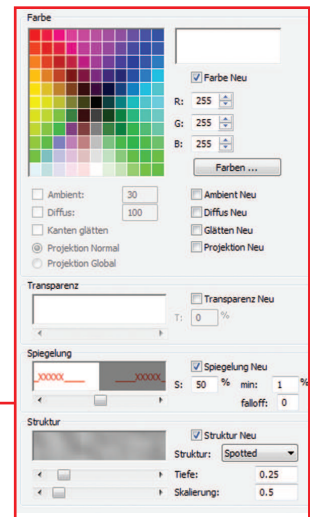 Farbe
Farbe Neu
R: 255
G: 255
B: 255
Farben ...
Ambient: 30 Ambient Neu
Diffus: 100 Diffus Neu
Kanten glätten Glätten Neu
Projektion Normal Projektion Neu
Projektion Global
Transparenz
Transparenz Neu
T: 0 %
Spiegelung
Spiegelung Neu
_XXXXX____ ____XXXXX_ S: 50 % min: 1 %
falloff: 0
Struktur
Struktur Neu
Struktur: Spotted
Tiefe: 0.25
Skalierung: 0.5